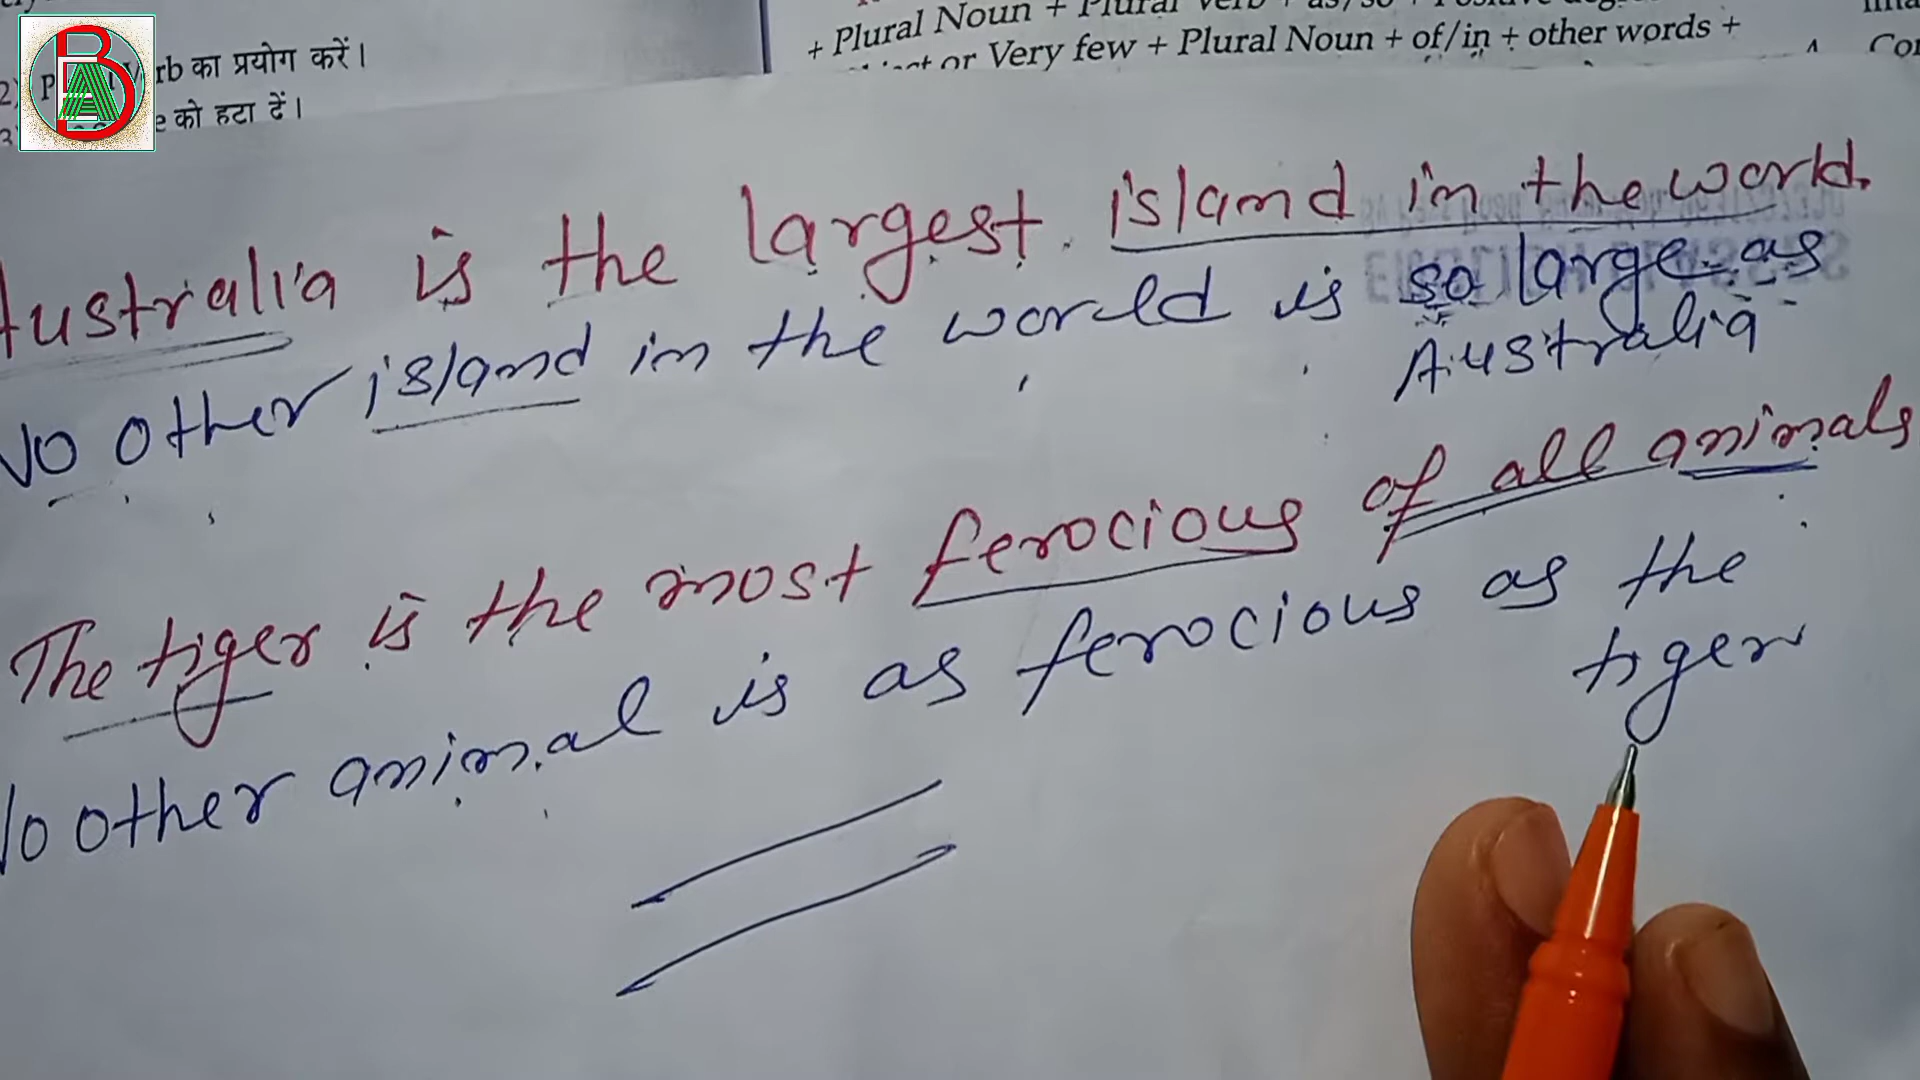 + Plural Noun + Plural verb + as/so +
+ Plural Noun + of/in + other words +
or Very few
का प्रयोग करें।
को हटा दें।
Australia is the largest island in the world.
No other island in the world is so large as
Australia
The tiger is the most ferocious of all animals
No other animal is as ferocious as the
tiger